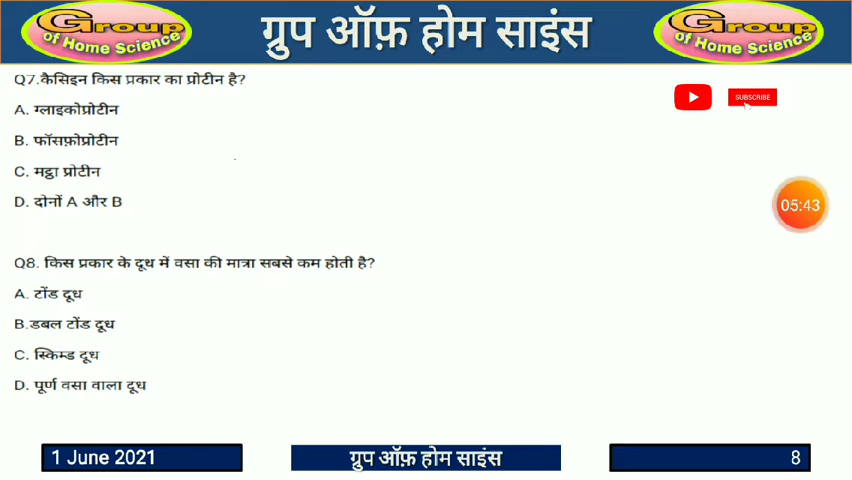 Group
of Home Science
ग्रुप ऑफ़ होम साइंस
Group
of Home Science
Q7.कैसिइन किस प्रकार का प्रोटीन है?
SUBSCRIBE
A. ग्लाइकोप्रोटीन
B. फॉसफ़ोप्रोटीन
C. मट्ठा प्रोटीन
D. दोनों A और B
05:43
Q8. किस प्रकार के दूध में वसा की मात्रा सबसे कम होती है?
A. टोंड दूध
B.डबल टोंड दूध
C. स्किम्ड दूध
D. पूर्ण वसा वाला दूध
1 June 2021
ग्रुप ऑफ़ होम साइंस
8